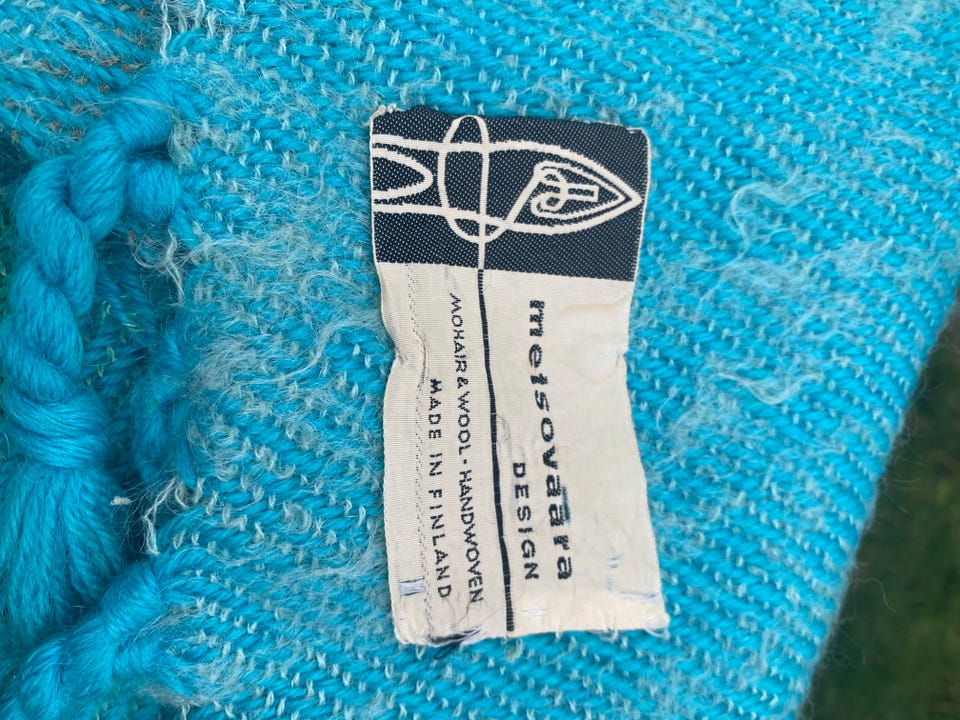 metsovaara
DESIGN
MOHAIR & WOOL - HANDWOVEN
MADE IN FINLAND